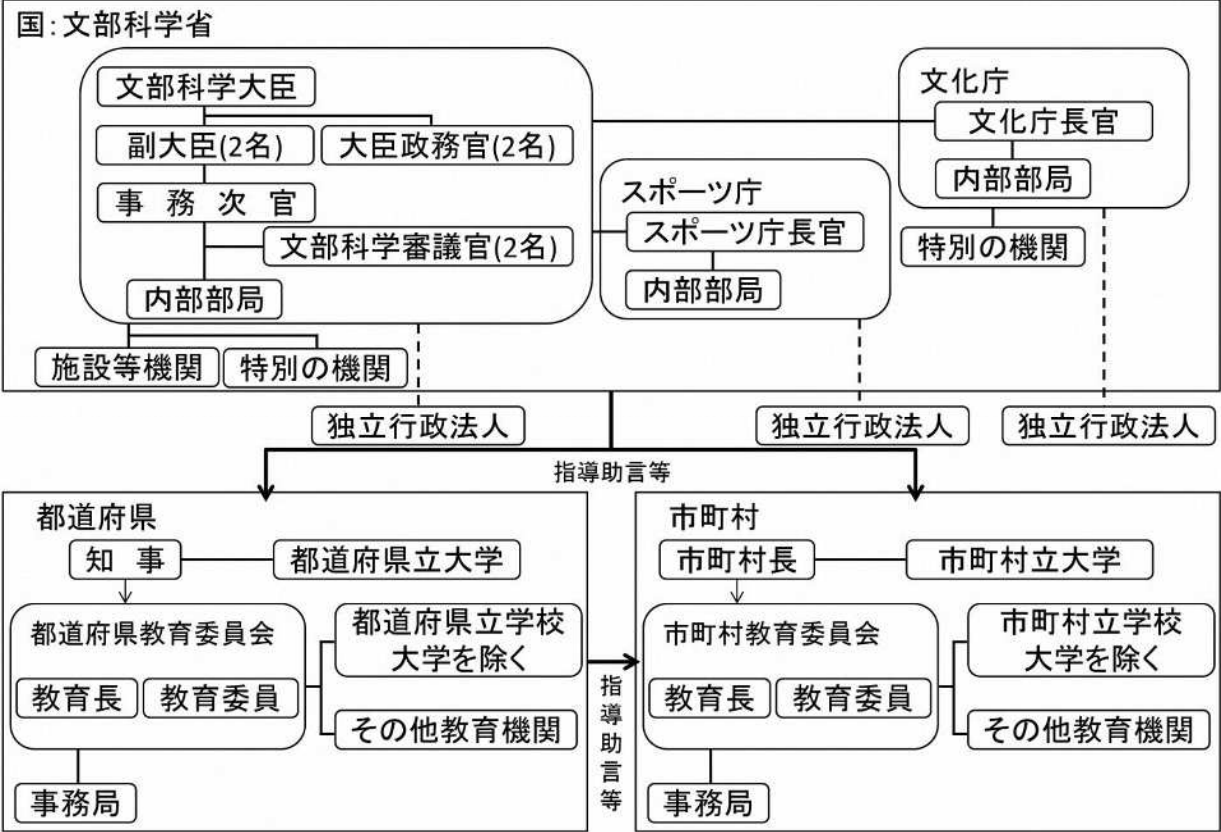 国:文部科学省
文部科学大臣
副大臣(2名)
大臣政務官(2名)
事務次官
文部科学審議官(2名)
内部部局
施設等機関
特別の機関
スポーツ庁
スポーツ庁長官
内部部局
文化庁
文化庁長官
内部部局
特別の機関
独立行政法人
独立行政法人
独立行政法人
指導助言等
都道府県
知事
都道府県立大学
都道府県教育委員会
教育長
教育委員
都道府県立学校
大学を除く
その他教育機関
事務局
指導助言等
市町村
市町村長
市町村立大学
市町村教育委員会
教育長
教育委員
市町村立学校
大学を除く
その他教育機関
事務局